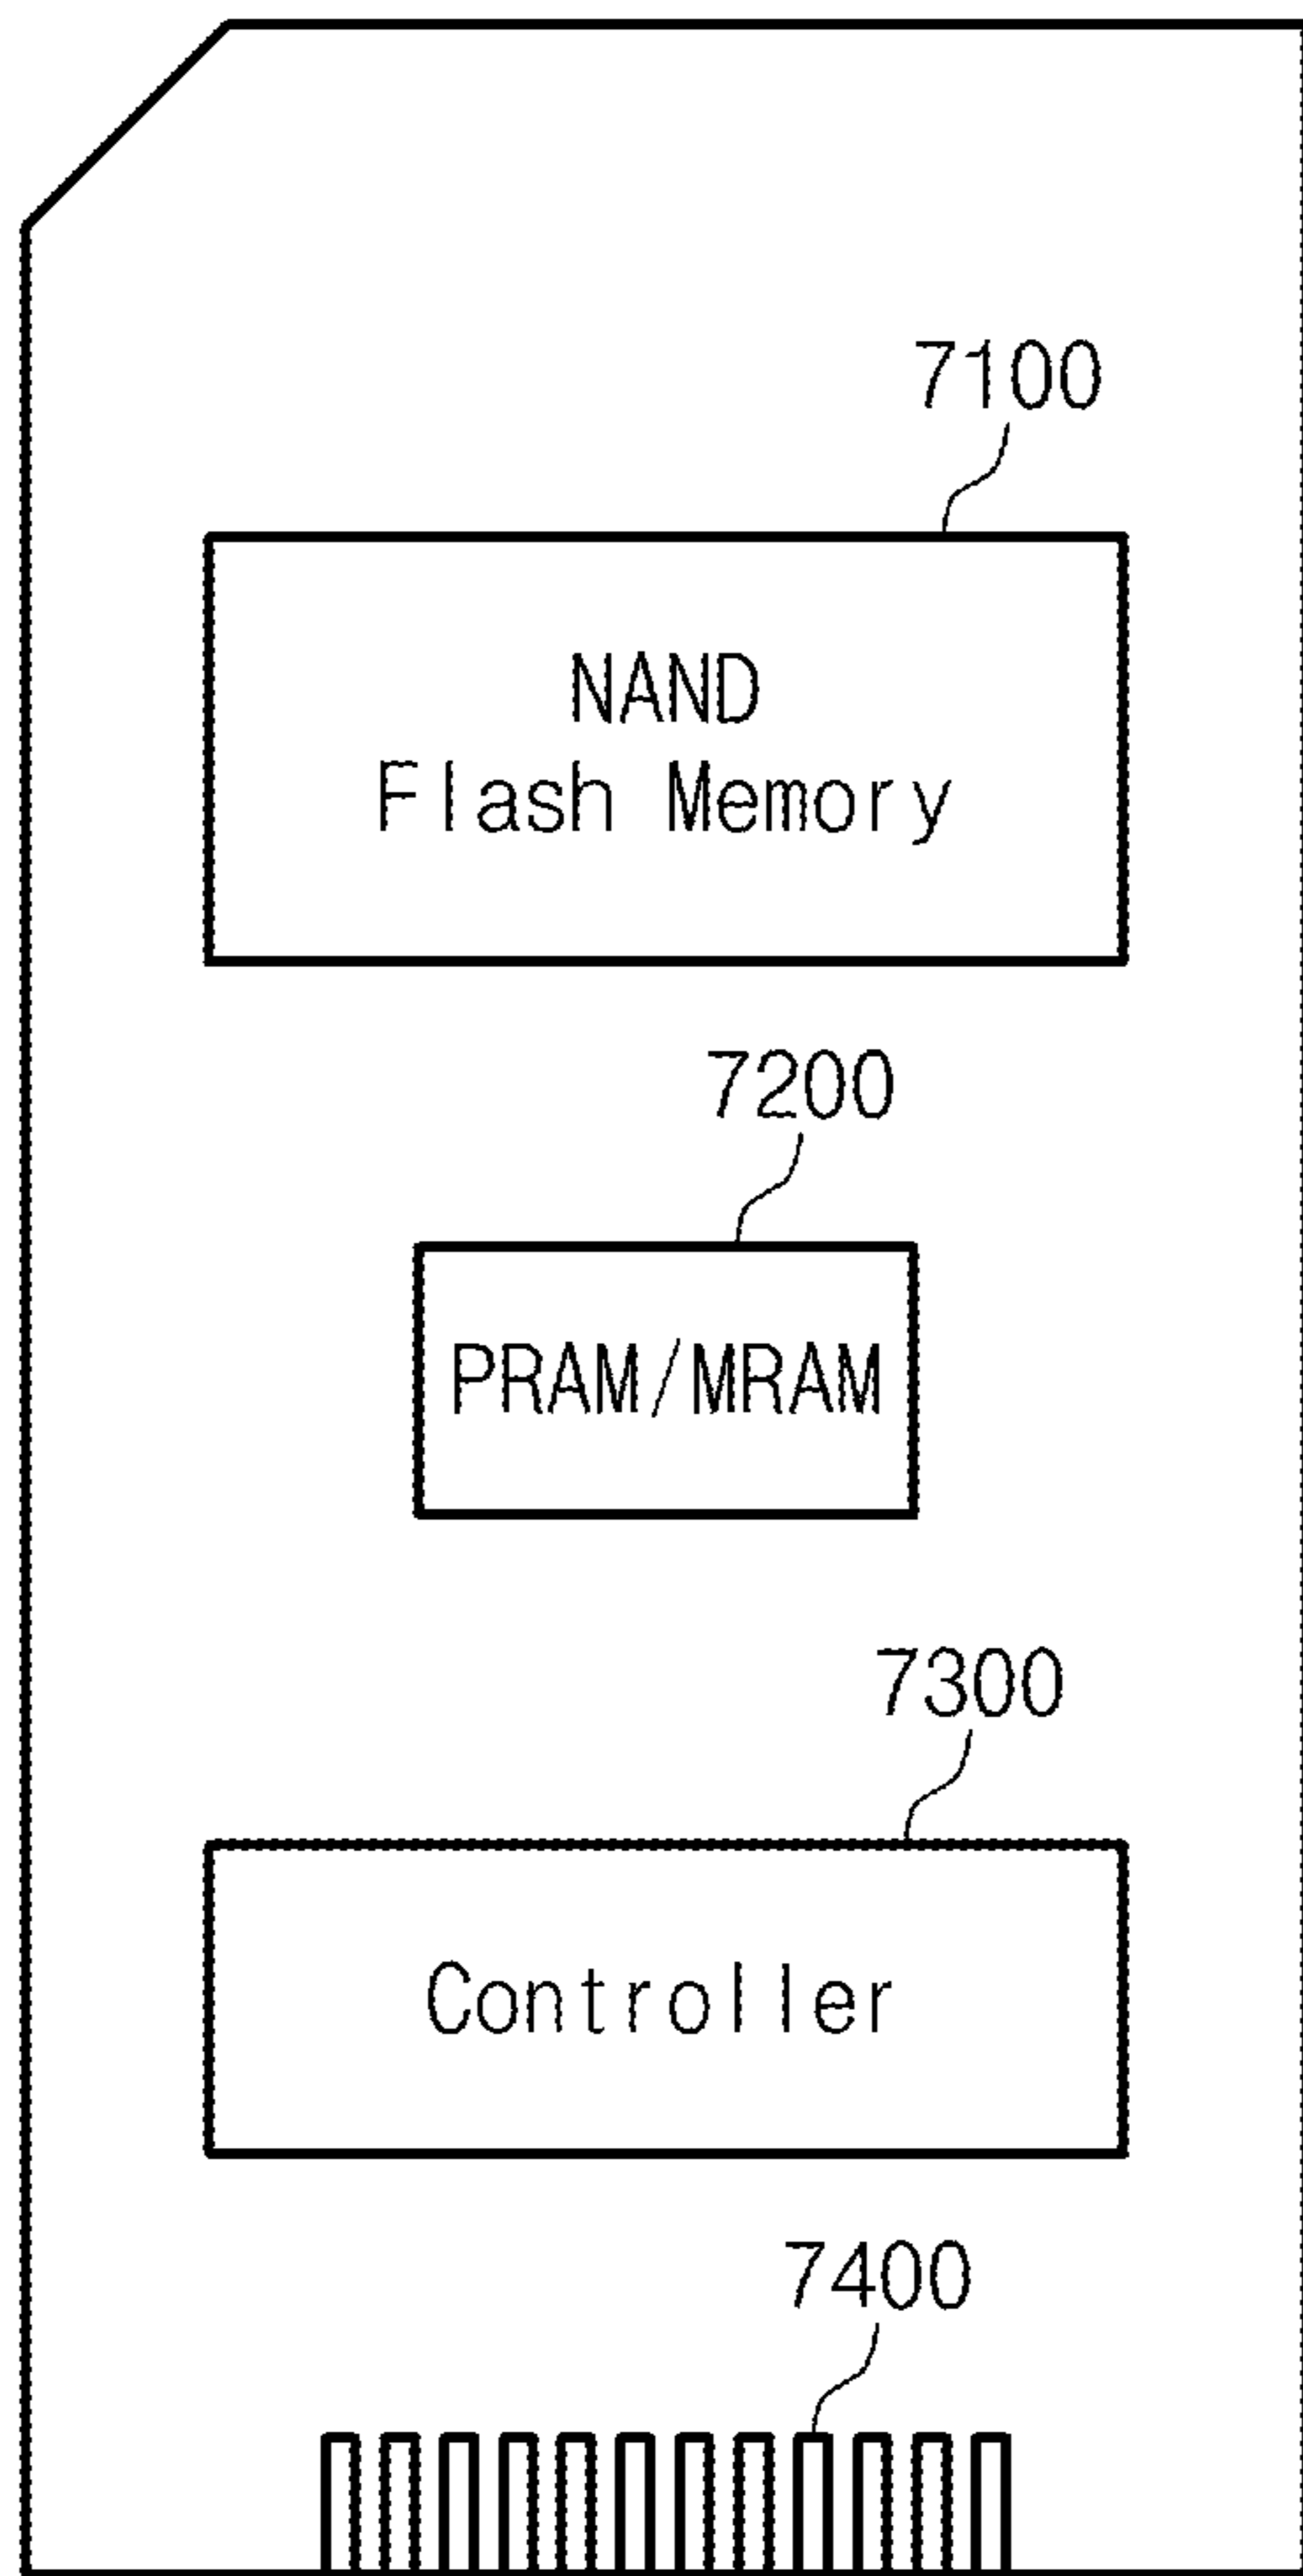 7100
NAND
Flash Memory
7200
PRAM/MRAM
7300
Controller
7400